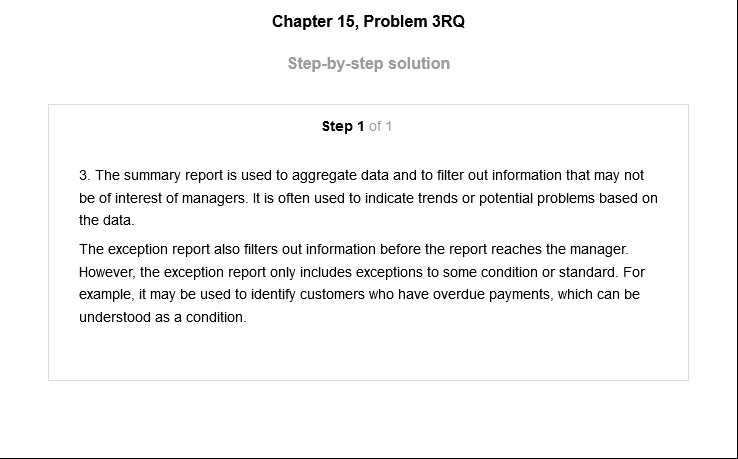 Chapter 15, Problem 3RQ
Step-by-step solution
Step 1 of 1
3. The summary report is used to aggregate data and to filter out information that may not
be of interest of managers. It is often used to indicate trends or potential problems based on
the data.
The exception report also filters out information before the report reaches the manager.
However, the exception report only includes exceptions to some condition or standard. For
example, it may be used to identify customers who have overdue payments, which can be
understood as a condition.